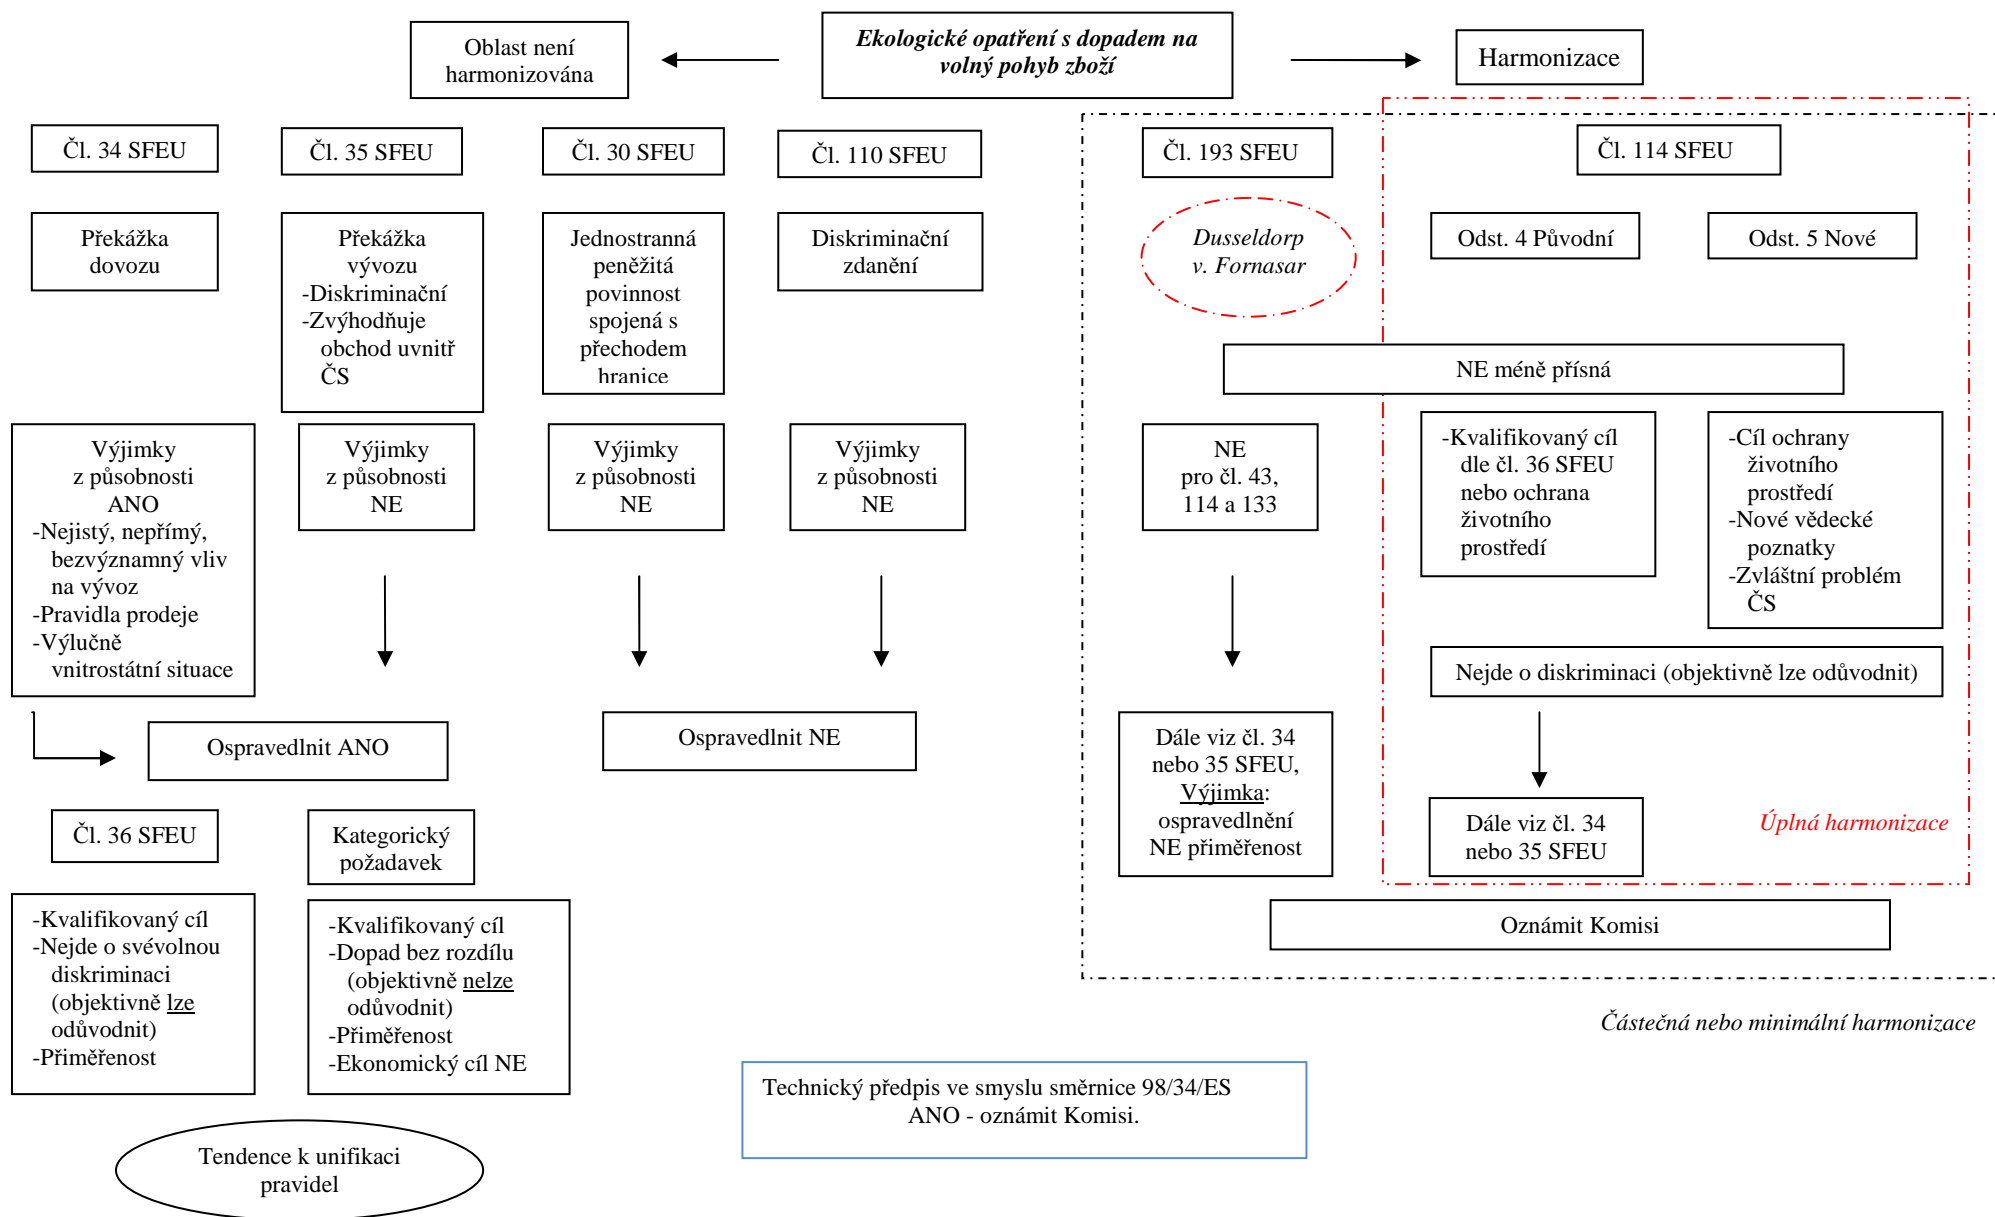 Oblast není
harmonizována
Ekologické opatření s dopadem na
volný pohyb zboží
Harmonizace
Čl. 34 SFEU
Čl. 35 SFEU
Čl. 30 SFEU
Čl. 110 SFEU
Čl. 193 SFEU
Čl. 114 SFEU
Překážka
dovozu
Překážka
vývozu
-Diskriminační
-Zvýhodňuje
obchod uvnitř
ČS
Jednostranná
peněžitá
povinnost
spojená s
přechodem
hranice
Diskriminační
zdanění
Dusseldorp
v. Fornasar
Odst. 4 Původní
Odst. 5 Nové
NE méně přísná
Výjimky
z působnosti
ANO
-Nejistý, nepřímý,
bezvýznamný vliv
na vývoz
-Pravidla prodeje
-Výlučně
vnitrostátní situace
Výjimky
z působnosti
NE
Výjimky
z působnosti
NE
Výjimky
z působnosti
NE
NE
pro čl. 43,
114 a 133
-Kvalifikovaný cíl
dle čl. 36 SFEU
nebo ochrana
životního
prostředí
-Cíl ochrany
životního
prostředí
-Nové vědecké
poznatky
-Zvláštní problém
ČS
Nejde o diskriminaci (objektivně lze odůvodnit)
Ospravedlnit ANO
Ospravedlnit NE
Dále viz čl. 34
nebo 35 SFEU,
Výjimka:
ospravedlnění
NE přiměřenost
Dále viz čl. 34
nebo 35 SFEU
Úplná harmonizace
Čl. 36 SFEU
Kategorický
požadavek
-Kvalifikovaný cíl
-Nejde o svévolnou
diskriminaci
(objektivně lze
odůvodnit)
-Přiměřenost
-Kvalifikovaný cíl
-Dopad bez rozdílu
(objektivně nelze
odůvodnit)
-Přiměřenost
-Ekonomický cíl NE
Oznámit Komisi
Částečná nebo minimální harmonizace
Technický předpis ve smyslu směrnice 98/34/ES
ANO - oznámit Komisi.
Tendence k unifikaci
pravidel